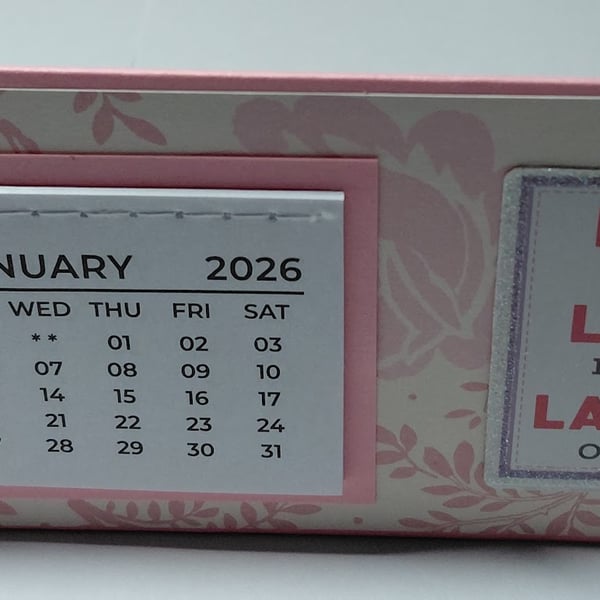 NUARY 2026
WED THU FRI SAT
** 01 02 03
07 08 09 10
14 15 16 17
21 22 23 24
28 29 30 31
L
LA
O